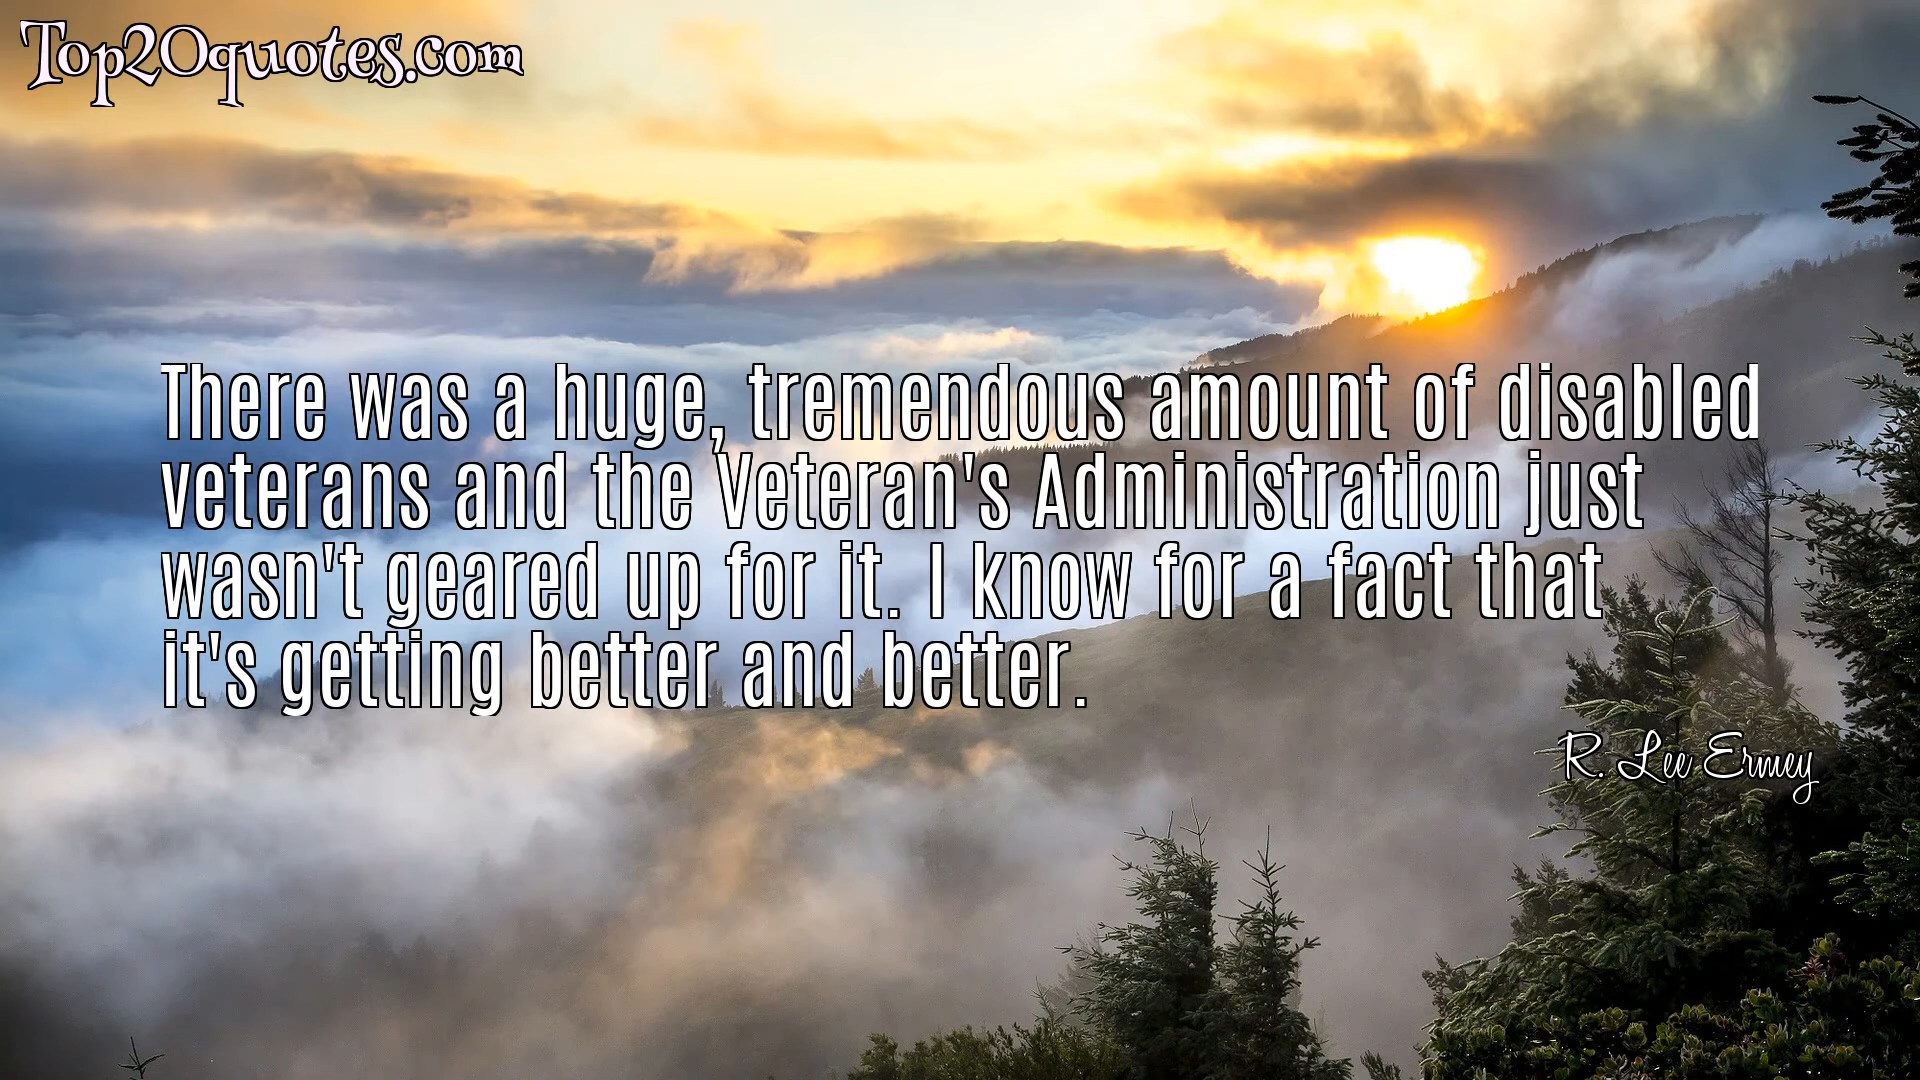 Top20quotes.com
There was a huge, tremendous amount of disabled
veterans and the Veteran's Administration just
wasn't geared up for it. I know for a fact that
it's getting better and better.
R. Lee Ermey